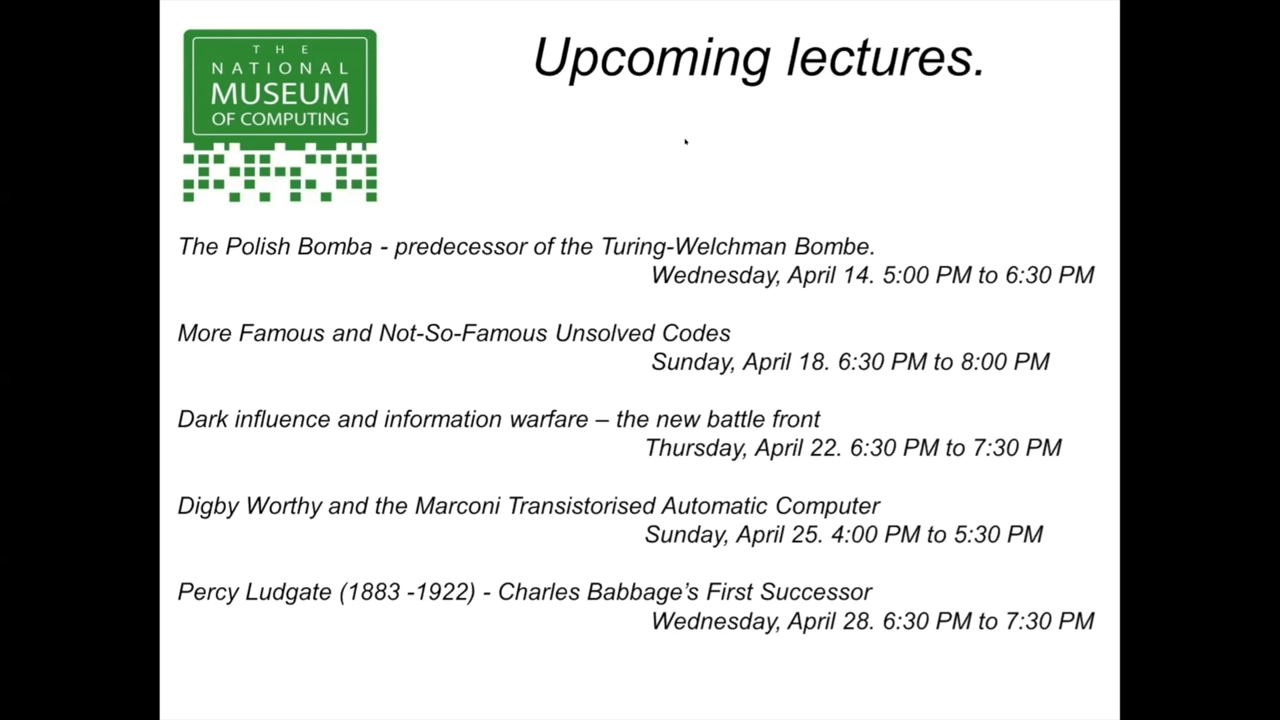 THE
NATIONAL
MUSEUM
OF COMPUTING
Upcoming lectures.
The Polish Bomba - predecessor of the Turing-Welchman Bombe.
Wednesday, April 14. 5:00 PM to 6:30 PM
More Famous and Not-So-Famous Unsolved Codes
Sunday, April 18. 6:30 PM to 8:00 PM
Dark influence and information warfare – the new battle front
Thursday, April 22. 6:30 PM to 7:30 PM
Digby Worthy and the Marconi Transistorised Automatic Computer
Sunday, April 25. 4:00 PM to 5:30 PM
Percy Ludgate (1883 -1922) - Charles Babbage’s First Successor
Wednesday, April 28. 6:30 PM to 7:30 PM